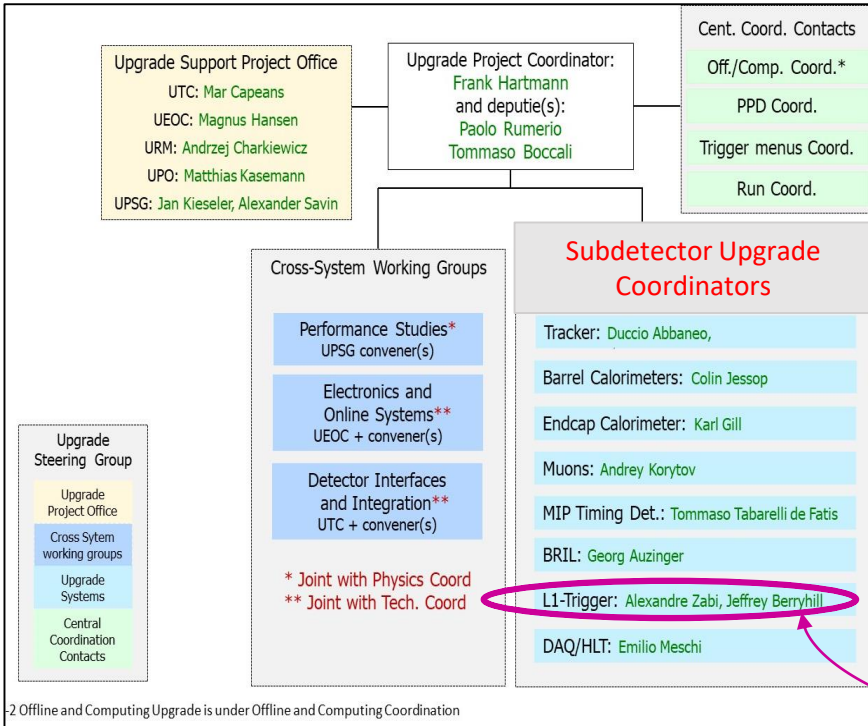 Upgrade Support Project Office
UTC: Mar Capeans
UEOC: Magnus Hansen
URM: Andrzej Charkiewicz
UPO: Matthias Kasemann
UPSG: Jan Kieseler, Alexander Savin
Upgrade Project Coordinator:
Frank Hartmann
and deputie(s):
Paolo Rumerio
Tommaso Boccali
Cent. Coord. Contacts
Off./Comp. Coord.*
PPD Coord.
Trigger menus Coord.
Run Coord.
Cross-System Working Groups
Performance Studies*
UPSG convener(s)
Electronics and
Online Systems**
UEOC + convener(s)
Detector Interfaces
and Integration**
UTC + convener(s)
* Joint with Physics Coord
** Joint with Tech. Coord
Subdetector Upgrade
Coordinators
Tracker: Duccio Abbaneo,
Barrel Calorimeters: Colin Jessop
Endcap Calorimeter: Karl Gill
Muons: Andrey Korytov
MIP Timing Det.: Tommaso Tabarelli de Fatis
BRIL: Georg Auzinger
L1-Trigger: Alexandre Zabi, Jeffrey Berryhill
DAQ/HLT: Emilio Meschi
Upgrade
Steering Group
Upgrade
Project Office
Cross Sytem
working groups
Upgrade
Systems
Central
Coordination
Contacts
-2 Offline and Computing Upgrade is under Offline and Computing Coordination